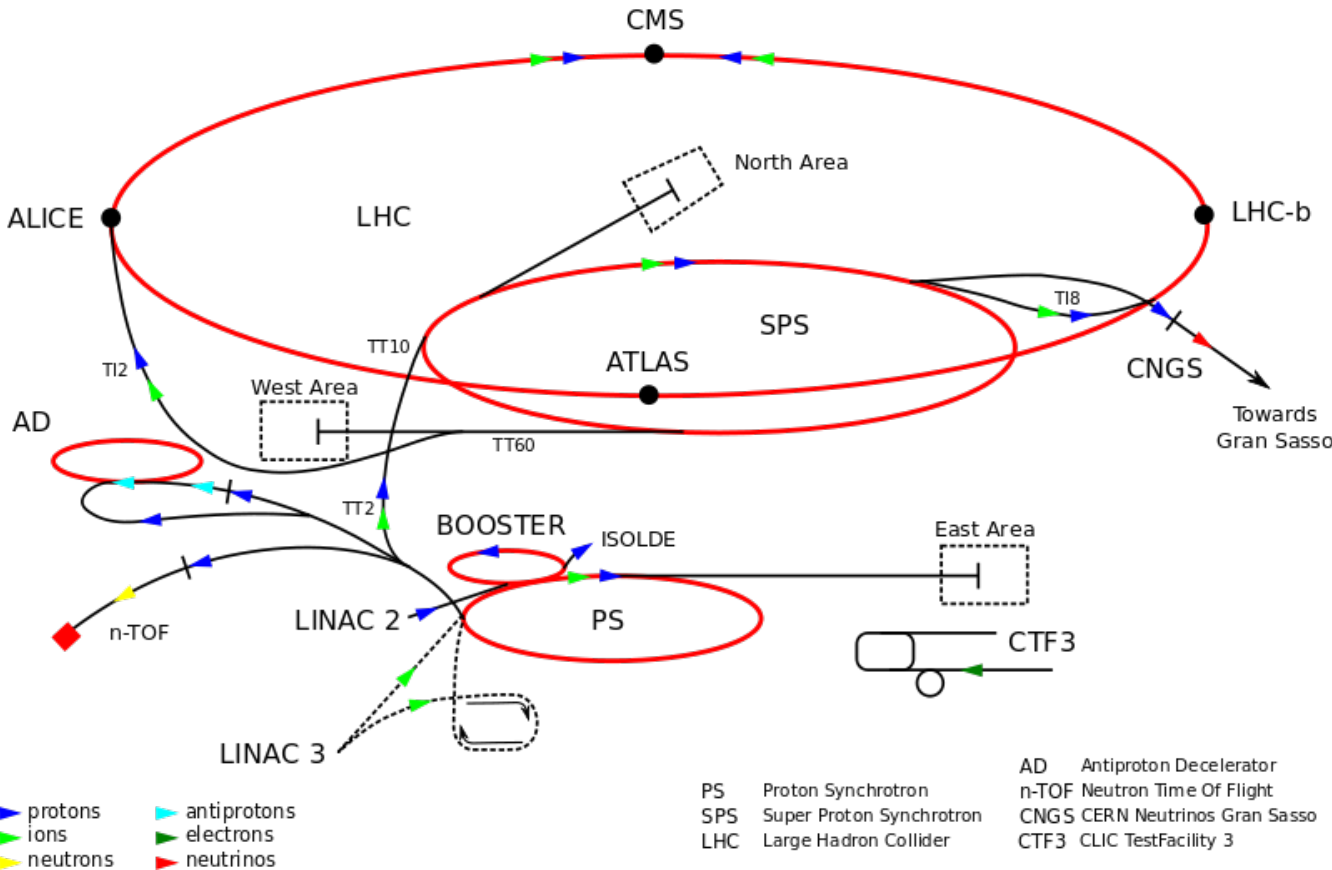 CMS
North Area
ALICE
LHC
LHC-b
TI8
SPS
TT10
ATLAS
TI2
CNGS
West Area
AD
Towards
Gran Sasso
TT60
TT2
BOOSTER
ISOLDE
East Area
LINAC 2
PS
n-TOF
CTF3
LINAC 3
AD Antiproton Decelerator
PS Proton Synchrotron
n-TOF Neutron Time Of Flight
SPS Super Proton Synchrotron
CNGS CERN Neutrinos Gran Sasso
LHC Large Hadron Collider
CTF3 CLIC TestFacility 3
protons
antiprotons
ions
electrons
neutrons
neutrinos